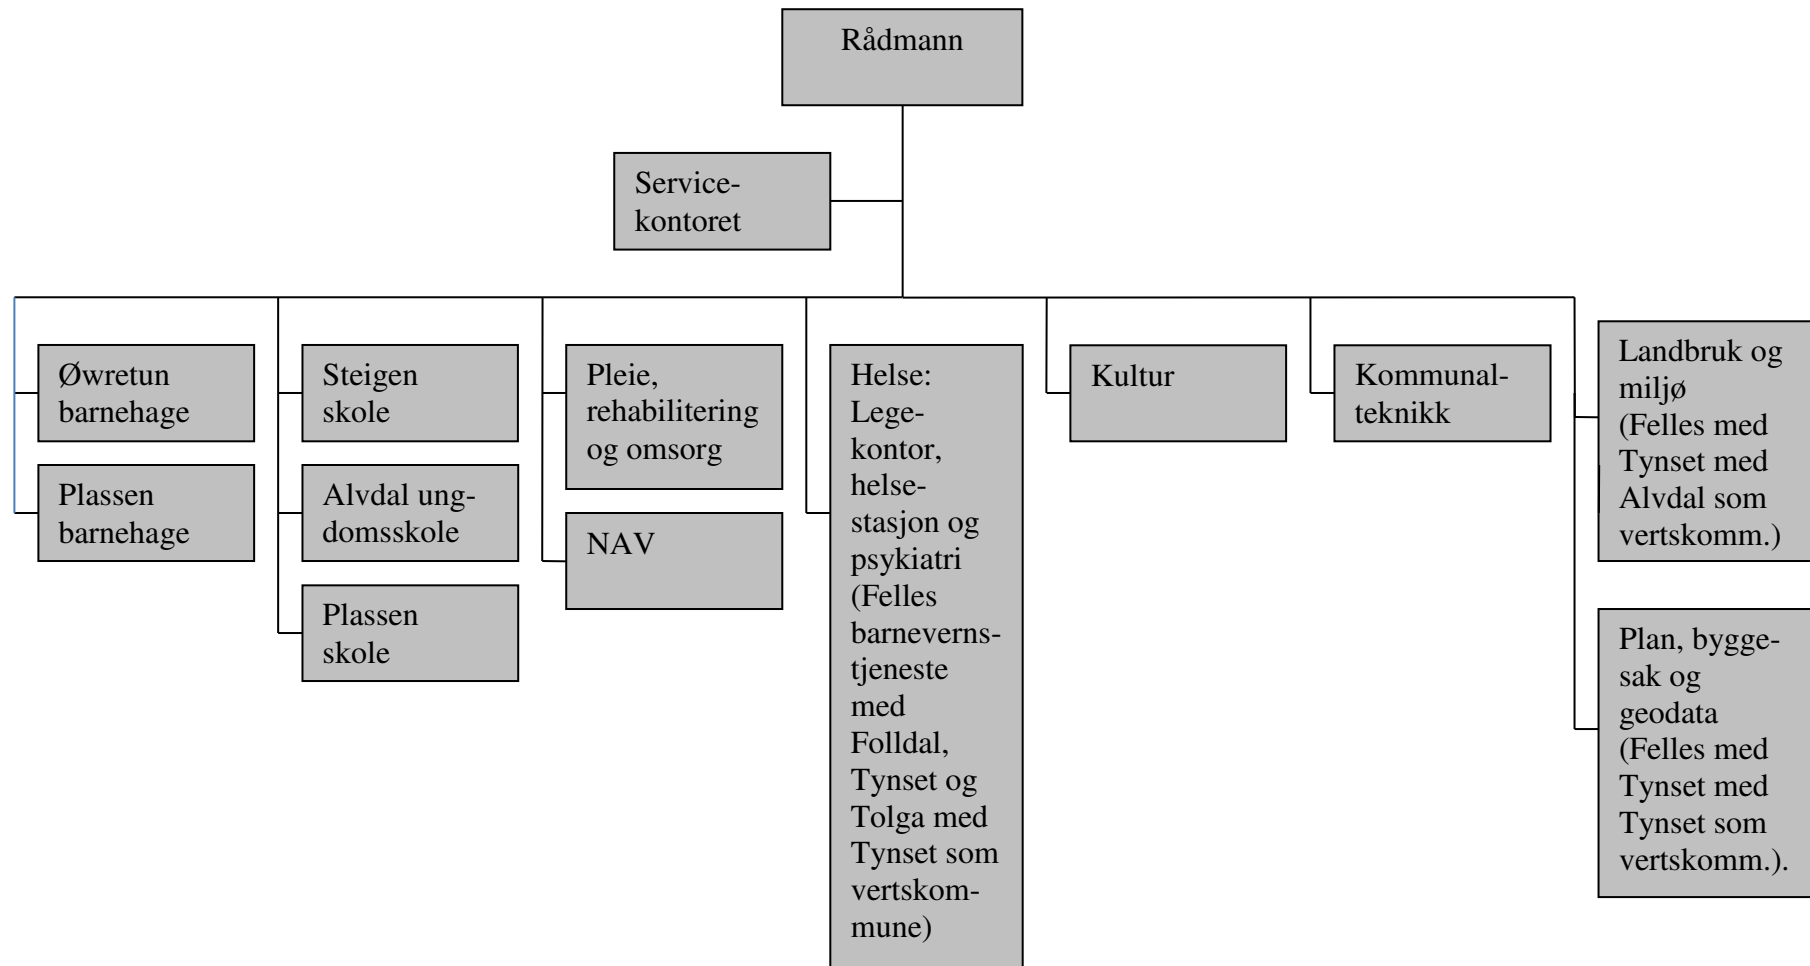 Rådmann
Service-
kontoret
Øwretun
barnehage
Plassen
barnehage
Steigen
skole
Alvdal ung-
domsskole
Plassen
skole
Pleie,
rehabilitering
og omsorg
NAV
Helse:
Lege-
kontor,
helse-
stasjon og
psykiatri
(Felles
barneverns-
tjeneste
med
Folldal,
Tynset og
Tolga med
Tynset som
vertskom-
mune)
Kultur
Kommunal-
teknikk
Landbruk og
miljø
(Felles med
Tynset med
Alvdal som
vertskomm.)
Plan, bygge-
sak og
geodata
(Felles med
Tynset med
Tynset som
vertskomm.).